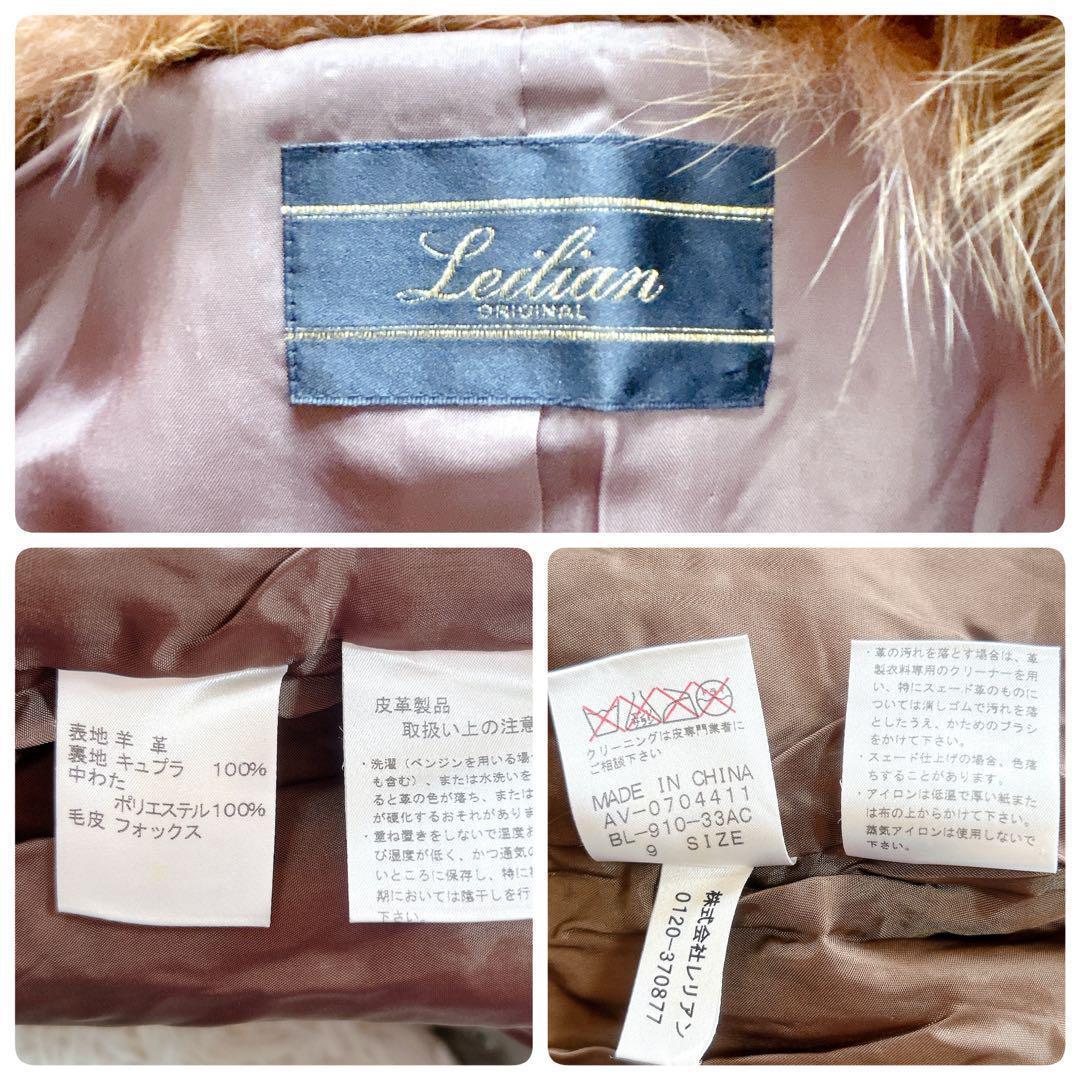 Leilian
ORIGINAL
表地 羊 革
裏地 キュプラ 100%
中わた
ポリエステル100%
毛皮 フォックス
皮革製品
取扱い上の注意
・洗濯(ベンジンを用いる場
も含む)、または水洗いを
ると革の色が落ち、または
が硬化するおそれがありま
・重ね置きをしないで温度お
び湿度が低く、かつ通気の
いところに保存し、特に
期においては陰干しを行
下さい。
クリーニングは皮専門業者に
ご相談下さい
MADE IN CHINA
AV-0704411
BL-910-33AC
9 SIZE
株式会社レリアン
0120-370877
・革の汚れを落とす場合は、革
製衣料専用のクリーナーを用
い、特にスェード革のものに
ついては消しゴムで汚れを落
としたうえ、かためのブラシ
をかけて下さい。
・スェード仕上げの場合、色落
ちすることがあります。
・アイロンは低温で厚い紙また
は布の上からかけて下さい。
蒸気アイロンは使用しないで
下さい。